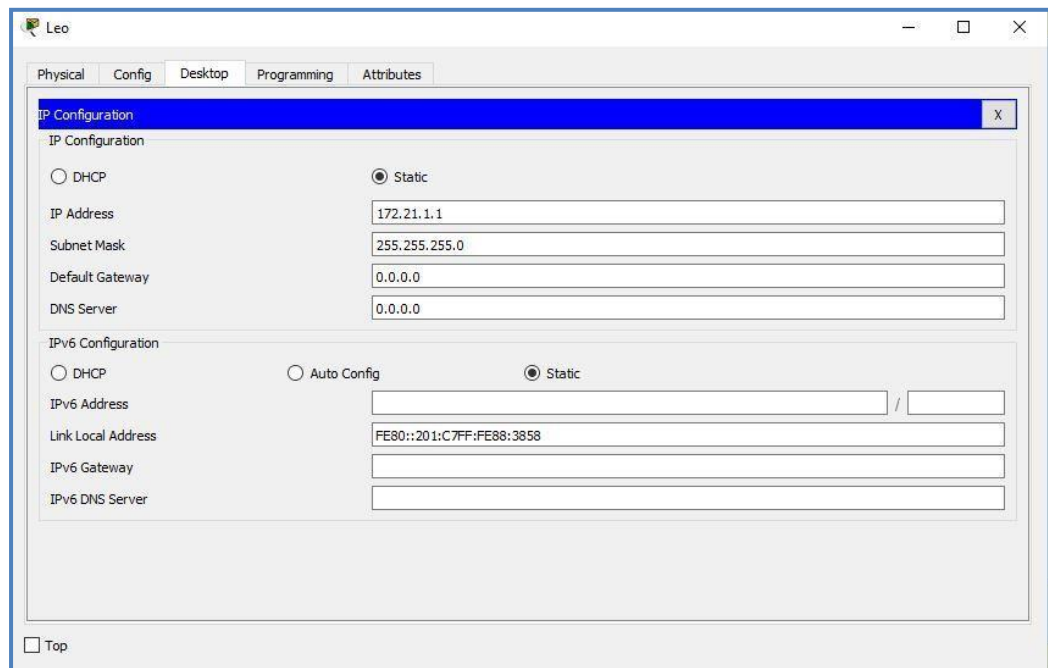 Leo
Physical Config Desktop Programming Attributes
IP Configuration X
IP Configuration
DHCP Static
IP Address 172.21.1.1
Subnet Mask 255.255.255.0
Default Gateway 0.0.0.0
DNS Server 0.0.0.0
IPv6 Configuration
DHCP Auto Config Static
IPv6 Address /
Link Local Address FE80::201:C7FF:FE88:3858
IPv6 Gateway
IPv6 DNS Server
Top